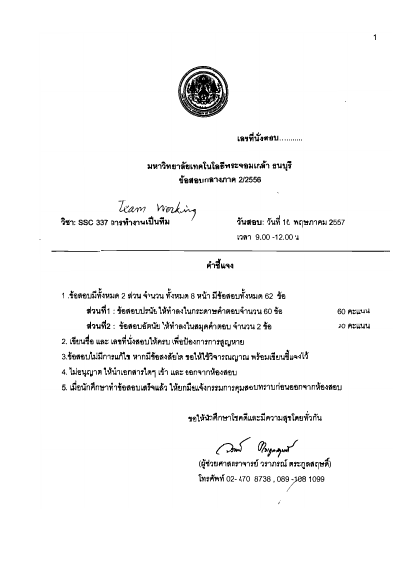 1
เลขที่นั่งสอบ...........
มหาวิทยาลัยเทคโนโลยีพระจอมเกล้า ธนบุรี
ข้อสอบกลางภาค 2/2556
Team Working
วิชา: SSC 337 การทำงานเป็นทีม
วันสอบ: วันที่ พฤษภาคม 2557
เวลา 9.00 -12.00 น
คำชี้แจง
1 .ข้อสอบมีทั้งหมด 2 ส่วน จำนวน ทั้งหมด 8 หน้า มีข้อสอบทั้งหมด 62 ข้อ
ส่วนที่1 : ข้อสอบปรนัย ให้ทำลงในกระดาษคำตอบจำนวน 60 ข้อ 60 คะแนน
ส่วนที่2 : ข้อสอบอัตนัย ให้ทำลงในสมุดคำตอบ จำนวน 2 ข้อ คะแนน
2. เขียนชื่อ และ เลขที่นั่งสอบให้ครบ เพื่อป้องการการสูญหาย
3.ข้อสอบไม่มีการแก้ไข หากมีข้อสงสัยใด ขอให้ใช้วิจารณญาณ พร้อมเขียนชี้แจงไว้
4. ไม่อนุญาต ให้นำเอกสารใดๆ เข้า และ ออกจากห้องสอบ
5. เมื่อนักศึกษาทำข้อสอบเสร็จแล้ว ให้ยกมือแจ้งกรรมการคุมสอบทราบก่อนออกจากห้องสอบ
ขอให้นักศึกษาโชคดีและมีความสุขโดยทั่วกัน
(ผู้ช่วยศาสตราจารย์ วราภรณ์ ตระกูลสฤษดิ์)
โทรศัพท์ 02- 8738 , 089 1099